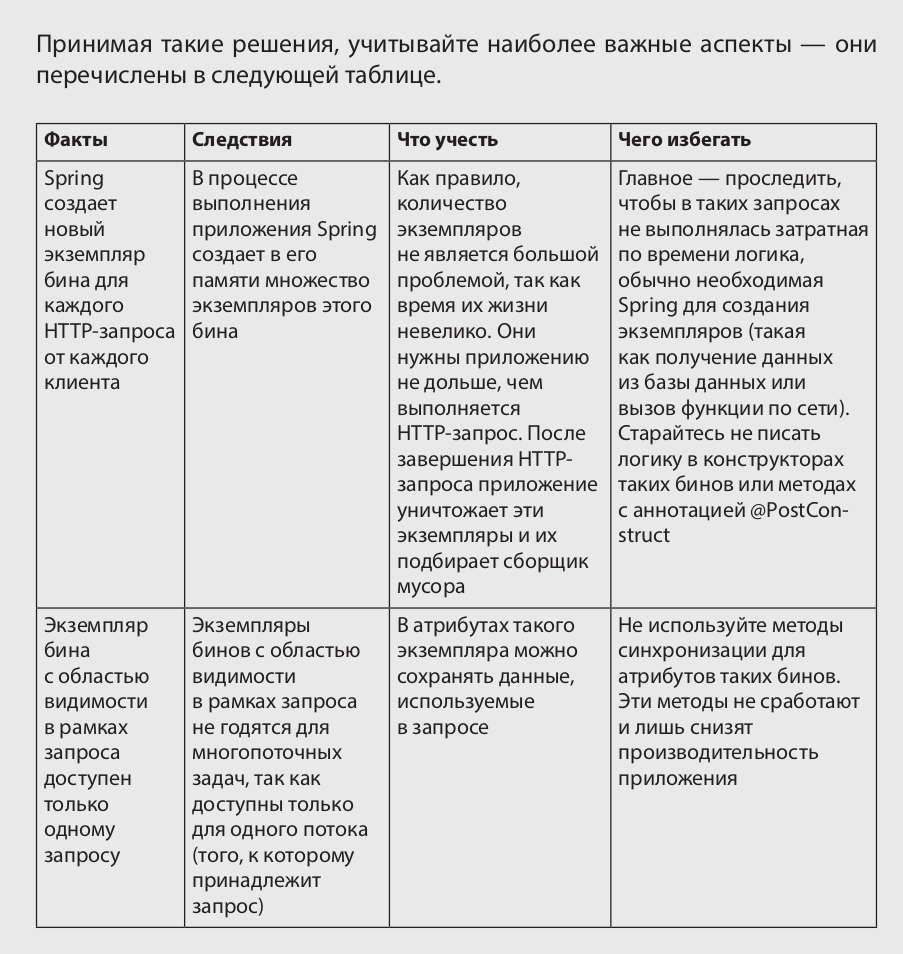 Принимая такие решения, учитывайте наиболее важные аспекты — они
перечислены в следующей таблице.
Факты
Следствия
Что учесть
Чего избегать
Spring
создает
новый
экземпляр
бина для
каждого
HTTP-запроса
от каждого
клиента
В процессе
выполнения
приложения Spring
создает в его
памяти множество
экземпляров этого
бина
Как правило,
количество
экземпляров
не является большой
проблемой, так как
время их жизни
невелико. Они
нужны приложению
не дольше, чем
выполняется
HTTP-запрос. После
завершения HTTP-
запроса приложение
уничтожает эти
экземпляры и их
подбирает сборщик
мусора
Главное — проследить,
чтобы в таких запросах
не выполнялась затратная
по времени логика,
обычно необходимая
Spring для создания
экземпляров (такая
как получение данных
из базы данных или
вызов функции по сети).
Старайтесь не писать
логику в конструкторах
таких бинов или методах
с аннотацией @PostCon-
struct
Экземпляр
бина
с областью
видимости
в рамках
запроса
доступен
только
одному
запросу
Экземпляры
бинов с областью
видимости
в рамках запроса
не годятся для
многопоточных
задач, так как
доступны только
для одного потока
(того, к которому
принадлежит
запрос)
В атрибутах такого
экземпляра можно
сохранять данные,
используемые
в запросе
Не используйте методы
синхронизации для
атрибутов таких бинов.
Эти методы не сработают
и лишь снизят
производительность
приложения